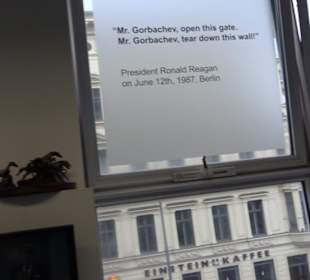 “Mr. Gorbachev, open this gate.
Mr. Gorbachev, tear down this wall!”
President Ronald Reagan
on June 12th, 1987, Berlin
EINSTEIN KAFFEE